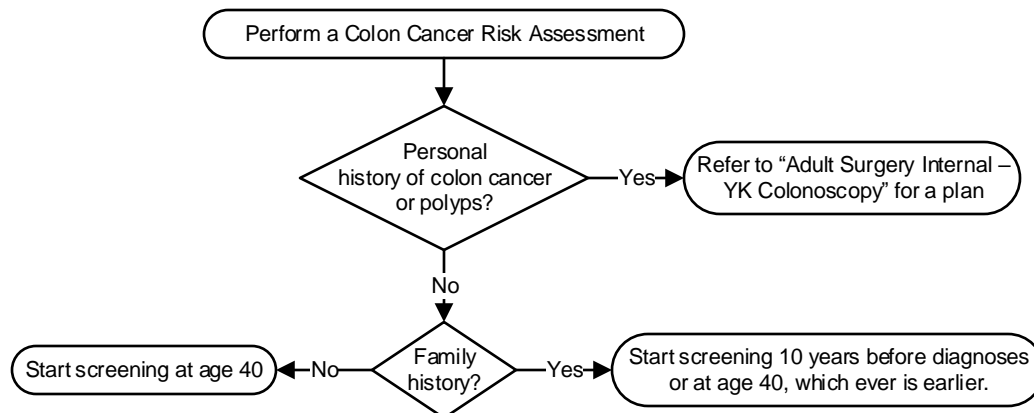 Perform a Colon Cancer Risk Assessment
Personal
history of colon cancer
or polyps?
Yes
Refer to “Adult Surgery Internal –
YK Colonoscopy” for a plan
No
Start screening at age 40
No
Family
history?
Yes
Start screening 10 years before diagnoses
or at age 40, which ever is earlier.